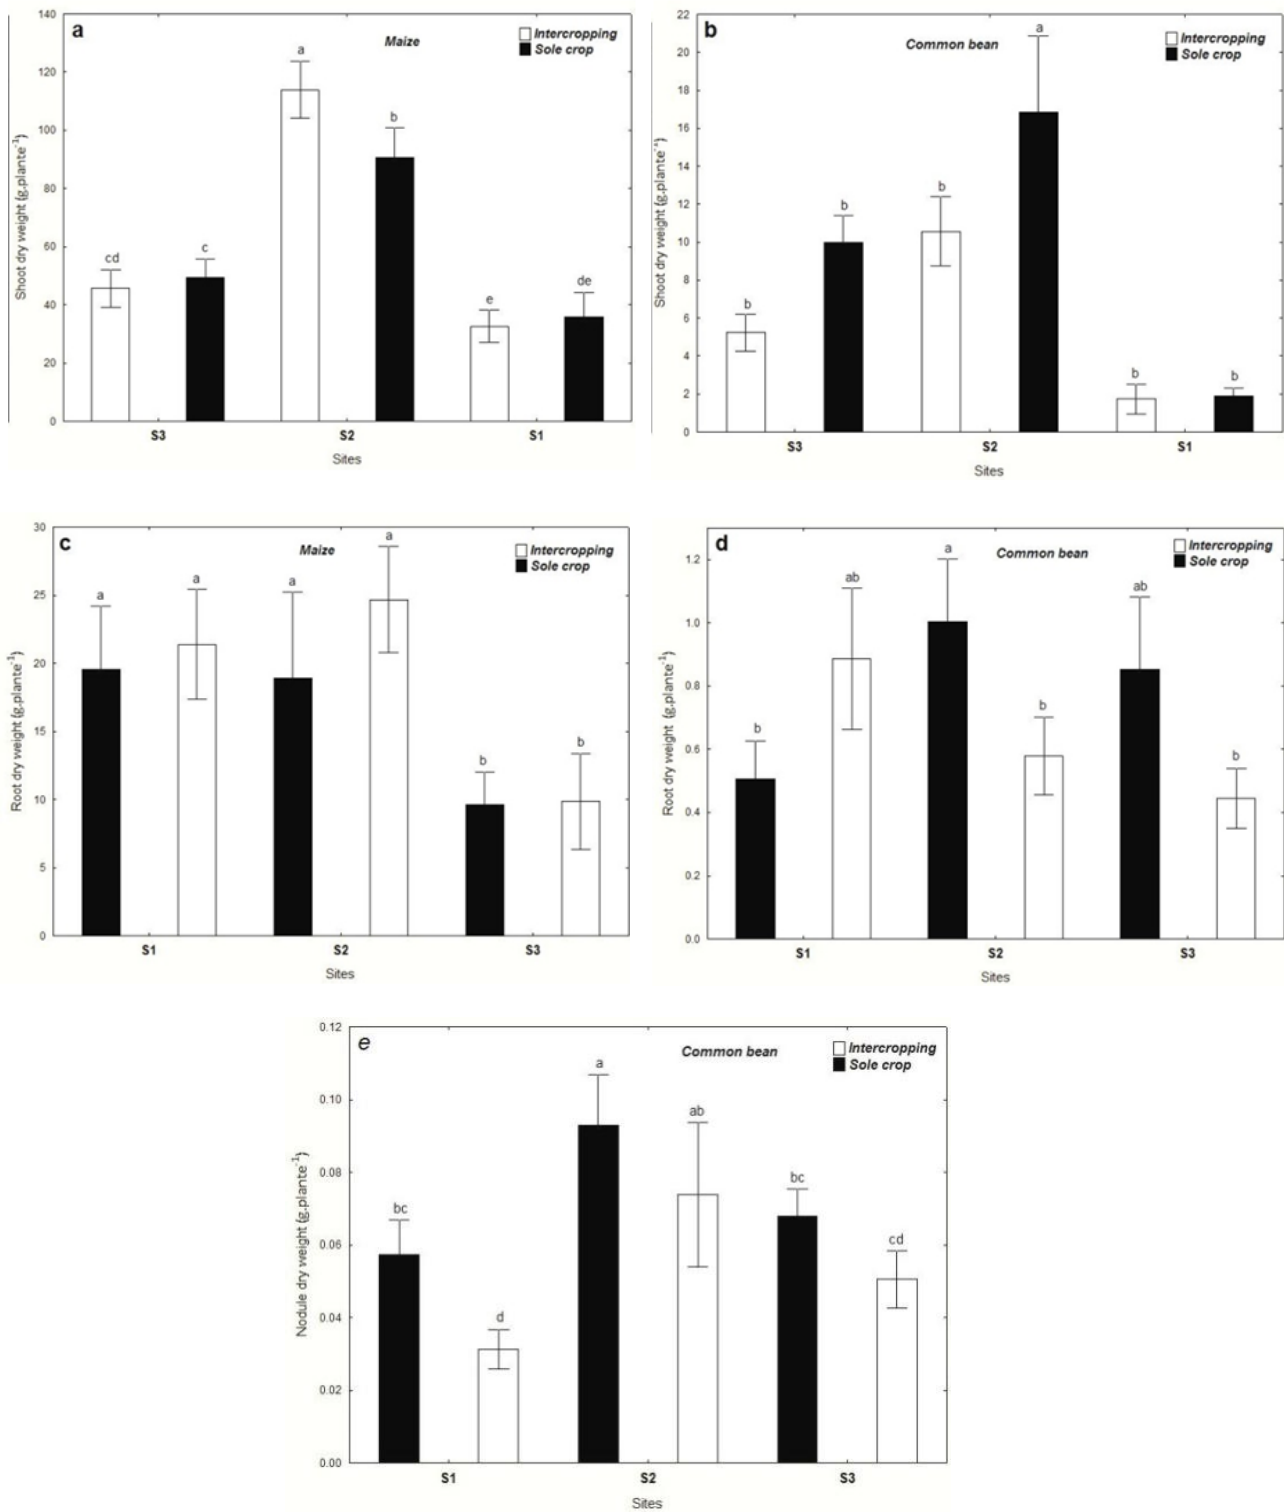 a
Maize
Intercropping
Sole crop
Shoot dry weight (g.plante⁻¹)
140
120
100
80
60
40
20
0
cd
c
a
b
e
de
S3
S2
S1
Sites
b
Common bean
Intercropping
Sole crop
22
20
18
16
14
12
10
8
6
4
2
0
b
b
b
a
b
b
S3
S2
S1
Sites
c
Maize
Intercropping
Sole crop
Root dry weight (g.plante⁻¹)
30
25
20
15
10
5
0
a
a
a
a
b
b
S1
S2
S3
Sites
d
Common bean
Intercropping
Sole crop
Root dry weight (g.plante⁻¹)
1.2
1.0
0.8
0.6
0.4
0.2
0.0
b
ab
a
b
ab
b
S1
S2
S3
Sites
e
Common bean
Intercropping
Sole crop
Nodule dry weight (g.plante⁻¹)
0.12
0.10
0.08
0.06
0.04
0.02
0.00
bc
d
a
ab
bc
cd
S1
S2
S3
Sites